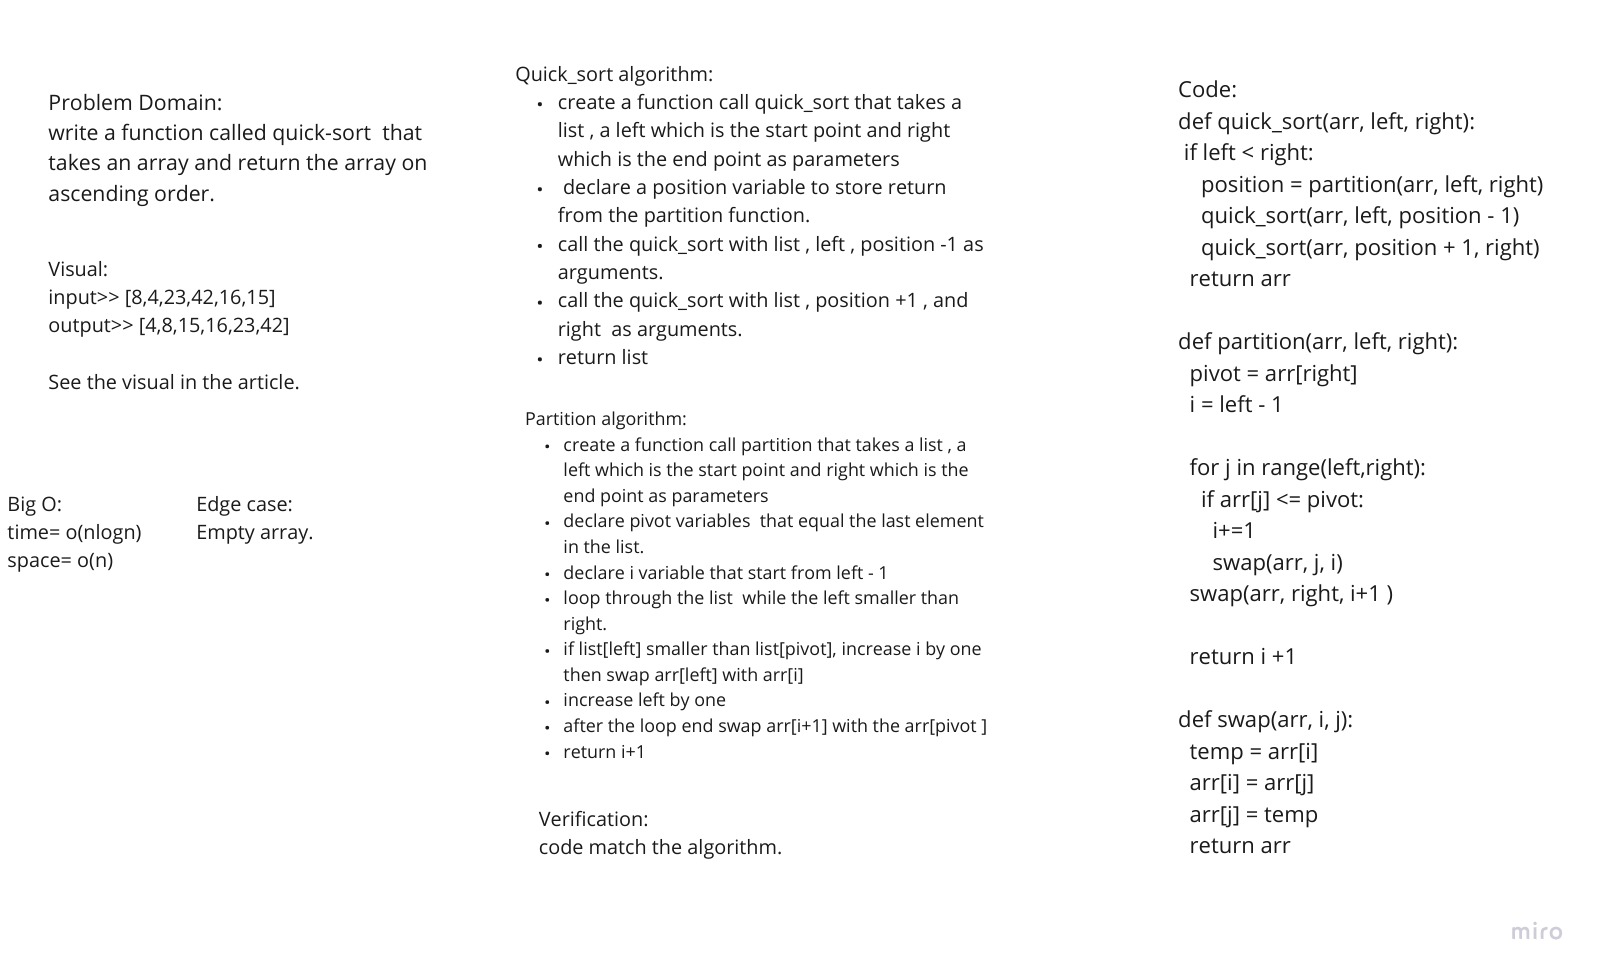 Problem Domain:
write a function called quick-sort  that
takes an array and return the array on
ascending order.
Visual:
input>> [8,4,23,42,16,15]
output>> [4,8,15,16,23,42]
See the visual in the article.
Big O:
time= o(nlogn)
space= o(n)
Edge case:
Empty array.
Quick_sort algorithm:
• create a function call quick_sort that takes a
list , a left which is the start point and right
which is the end point as parameters
•  declare a position variable to store return
from the partition function.
• call the quick_sort with list , left , position -1 as
arguments.
• call the quick_sort with list , position +1 , and
right  as arguments.
• return list
Partition algorithm:
• create a function call partition that takes a list , a
left which is the start point and right which is the
end point as parameters
• declare pivot variables  that equal the last element
in the list.
• declare i variable that start from left - 1
• loop through the list  while the left smaller than
right.
• if list[left] smaller than list[pivot], increase i by one
then swap arr[left] with arr[i]
• increase left by one
• after the loop end swap arr[i+1] with the arr[pivot ]
• return i+1
Verification:
code match the algorithm.
Code:
def quick_sort(arr, left, right):
 if left < right:
    position = partition(arr, left, right)
    quick_sort(arr, left, position - 1)
    quick_sort(arr, position + 1, right)
  return arr
def partition(arr, left, right):
  pivot = arr[right]
  i = left - 1
  for j in range(left,right):
    if arr[j] <= pivot:
      i+=1
      swap(arr, j, i)
  swap(arr, right, i+1 )
  return i +1
def swap(arr, i, j):
  temp = arr[i]
  arr[i] = arr[j]
  arr[j] = temp
  return arr
miro